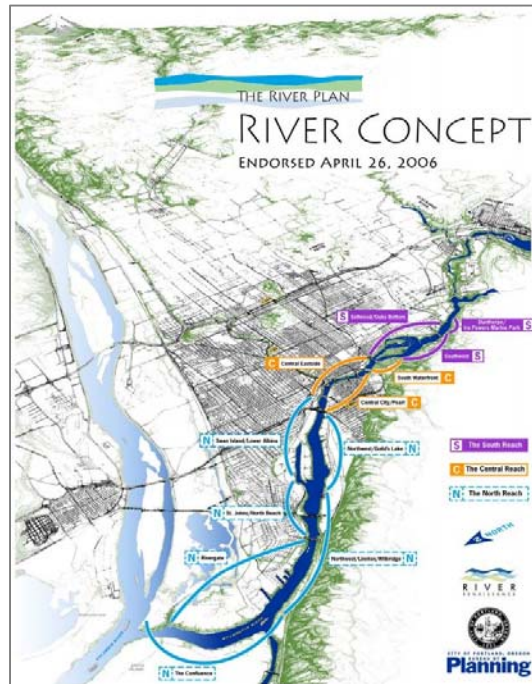 THE RIVER PLAN
RIVER CONCEPT
ENDORSED APRIL 26, 2006
S Sellwood/Oaks Bottom
S
Southwest S
C Central Eastside
South Waterfront C
Central City/Pearl C
N Swan Island/Lower Albina
Northwest/Guild's Lake N
N St. Johns/North Beach
N Rivergate
Northwest/Linnton/Willbridge N
N The Confluence
S The South Reach
C The Central Reach
N The North Reach
NORTH
RIVER
RENAISSANCE
CITY OF PORTLAND, OREGON
BUREAU OF
Planning